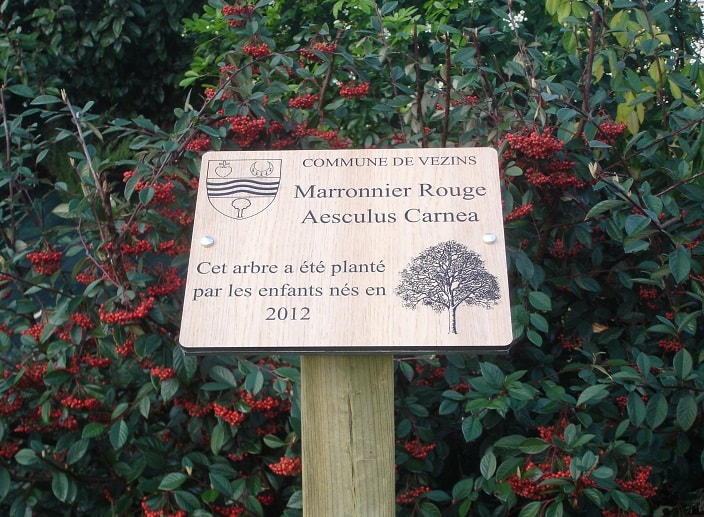 COMMUNE DE VEZINS
Marronnier Rouge
Aesculus Carnea
Cet arbre a été planté
par les enfants nés en
2012